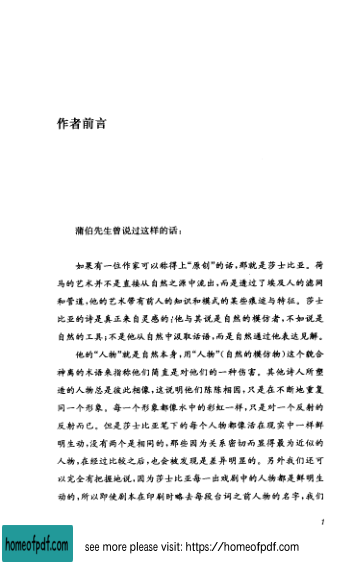 作者前言
蒲伯先生曾说过这样的话：
如果有一位作家可以称得上“原创”的话，那就是莎士比亚。荷
马的艺术并不是直接从自然之源中流出，而是透过了埃及人的滤网
和管道，他的艺术带有前人的知识和模式的某些痕迹与特征。莎士
比亚的诗是真正来自灵感的！他与其说是自然的模仿者，不如说是
自然的工具；不是他从自然中汲取话语，而是自然通过他表达见解。
他的“人物”就是自然本身，用“人物”（自然的模仿物）这个貌合
神离的术语来指称他们简直是对他们的一种伤害。其他诗人所塑
造的人物总是彼此相像，这说明他们陈陈相因，只是在不断地重复
同一个形象。每一个形象都像水中的彩虹一样，只是对一个反射的
反射而已。但是莎士比亚笔下的每个人物都像活在现实中一样鲜
明生动，没有两个是相同的，那些因为关系密切而显得最为近似的
人物，在经过比较之后，也会被发现是差异明显的。另外我们还可
以完全有把握地说，因为莎士比亚每一出戏剧中的人物都是鲜明生
动的，所以即使剧本在印刷时略去每段台词之前人物的名字，我们
1
homeofpdf.com
see more please visit: https://homeofpdf.com